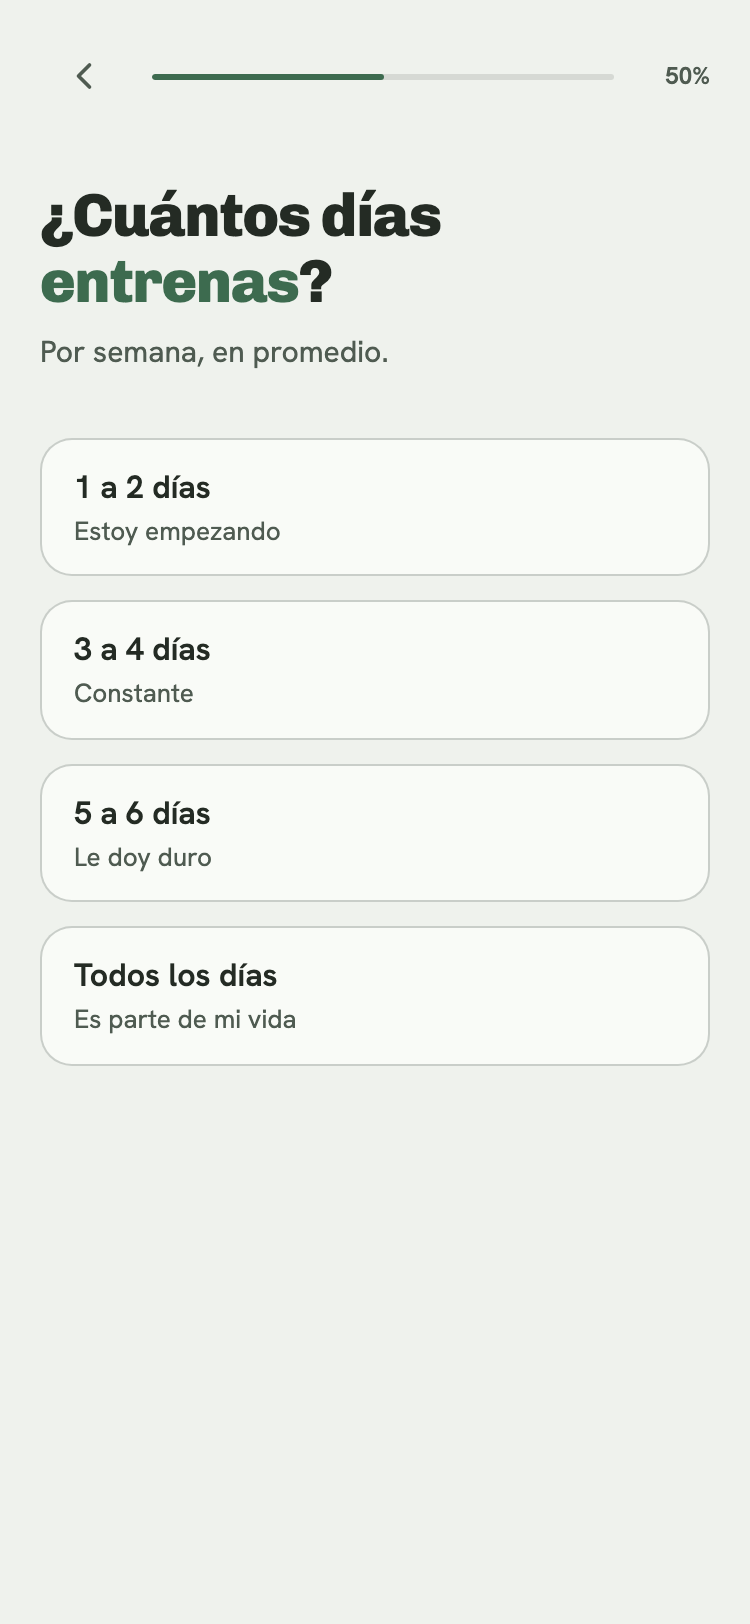 50%
¿Cuántos días
entrenas?
Por semana, en promedio.
1 a 2 días
Estoy empezando
3 a 4 días
Constante
5 a 6 días
Le doy duro
Todos los días
Es parte de mi vida